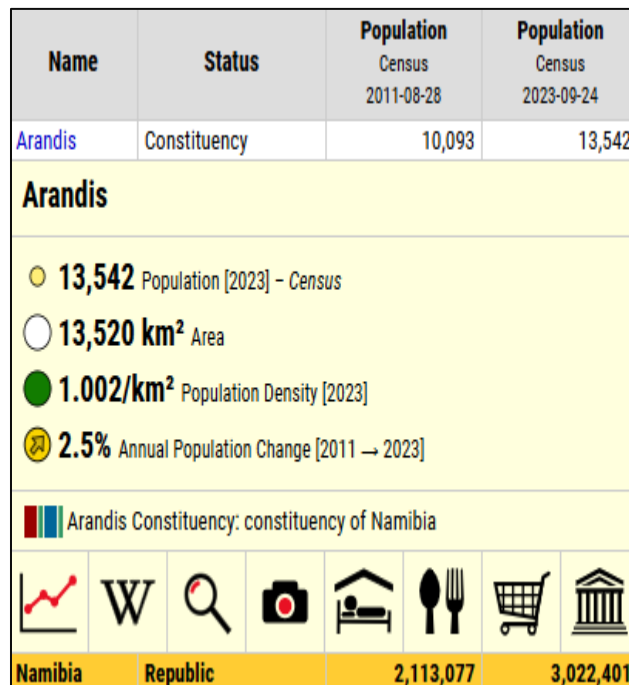 Name Status Population Population
Census Census
2011-08-28 2023-09-24
Arandis Constituency 10,093 13,542
Arandis
13,542 Population [2023] – Census
13,520 km² Area
1.002/km² Population Density [2023]
2.5% Annual Population Change [2011 → 2023]
Arandis Constituency: constituency of Namibia
W
Namibia Republic 2,113,077 3,022,401